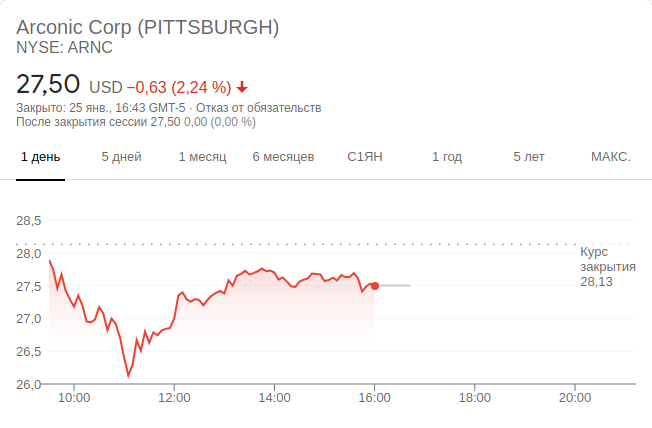 Arconic Corp (PITTSBURGH)
NYSE: ARNC
27,50 USD −0,63 (2,24 %)
Закрыто: 25 янв., 16:43 GMT-5 · Отказ от обязательств
После закрытия сессии 27,50 0,00 (0,00 %)
1 день 5 дней 1 месяц 6 месяцев С1ЯН 1 год 5 лет МАКС.
28,5
28,0
27,5
27,0
26,5
26,0
Курс
закрытия
28,13
10:00 12:00 14:00 16:00 18:00 20:00